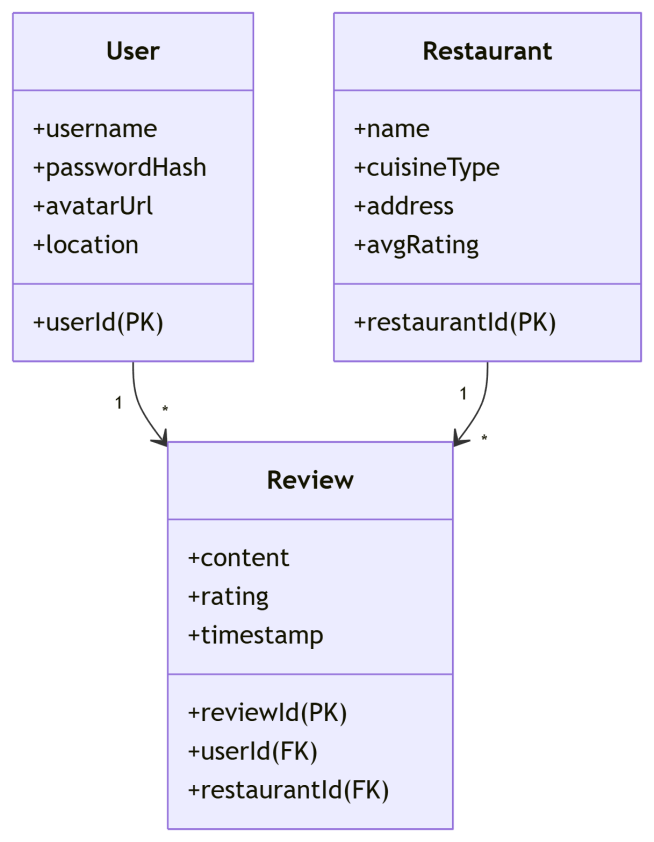 User
+username
+passwordHash
+avatarUrl
+location
+userId(PK)
Restaurant
+name
+cuisineType
+address
+avgRating
+restaurantId(PK)
1
*
1
*
Review
+content
+rating
+timestamp
+reviewId(PK)
+userId(FK)
+restaurantId(FK)